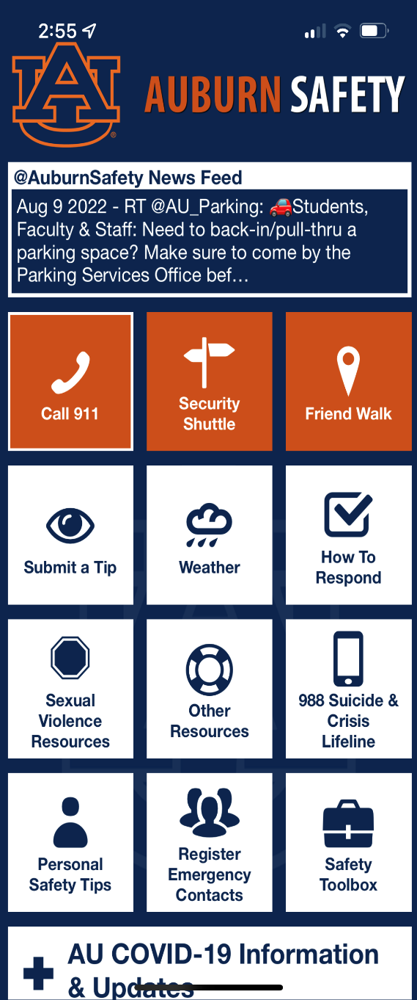 2:55
AU
AUBURN SAFETY
@AuburnSafety News Feed
Aug 9 2022 - RT @AU_Parking: 🚗Students,
Faculty & Staff: Need to back-in/pull-thru a
parking space? Make sure to come by the
Parking Services Office bef...
Call 911
Security
Shuttle
Friend Walk
Submit a Tip
Weather
How To
Respond
Sexual
Violence
Resources
Other
Resources
988 Suicide &
Crisis
Lifeline
Personal
Safety Tips
Register
Emergency
Contacts
Safety
Toolbox
AU COVID-19 Information
& Updates